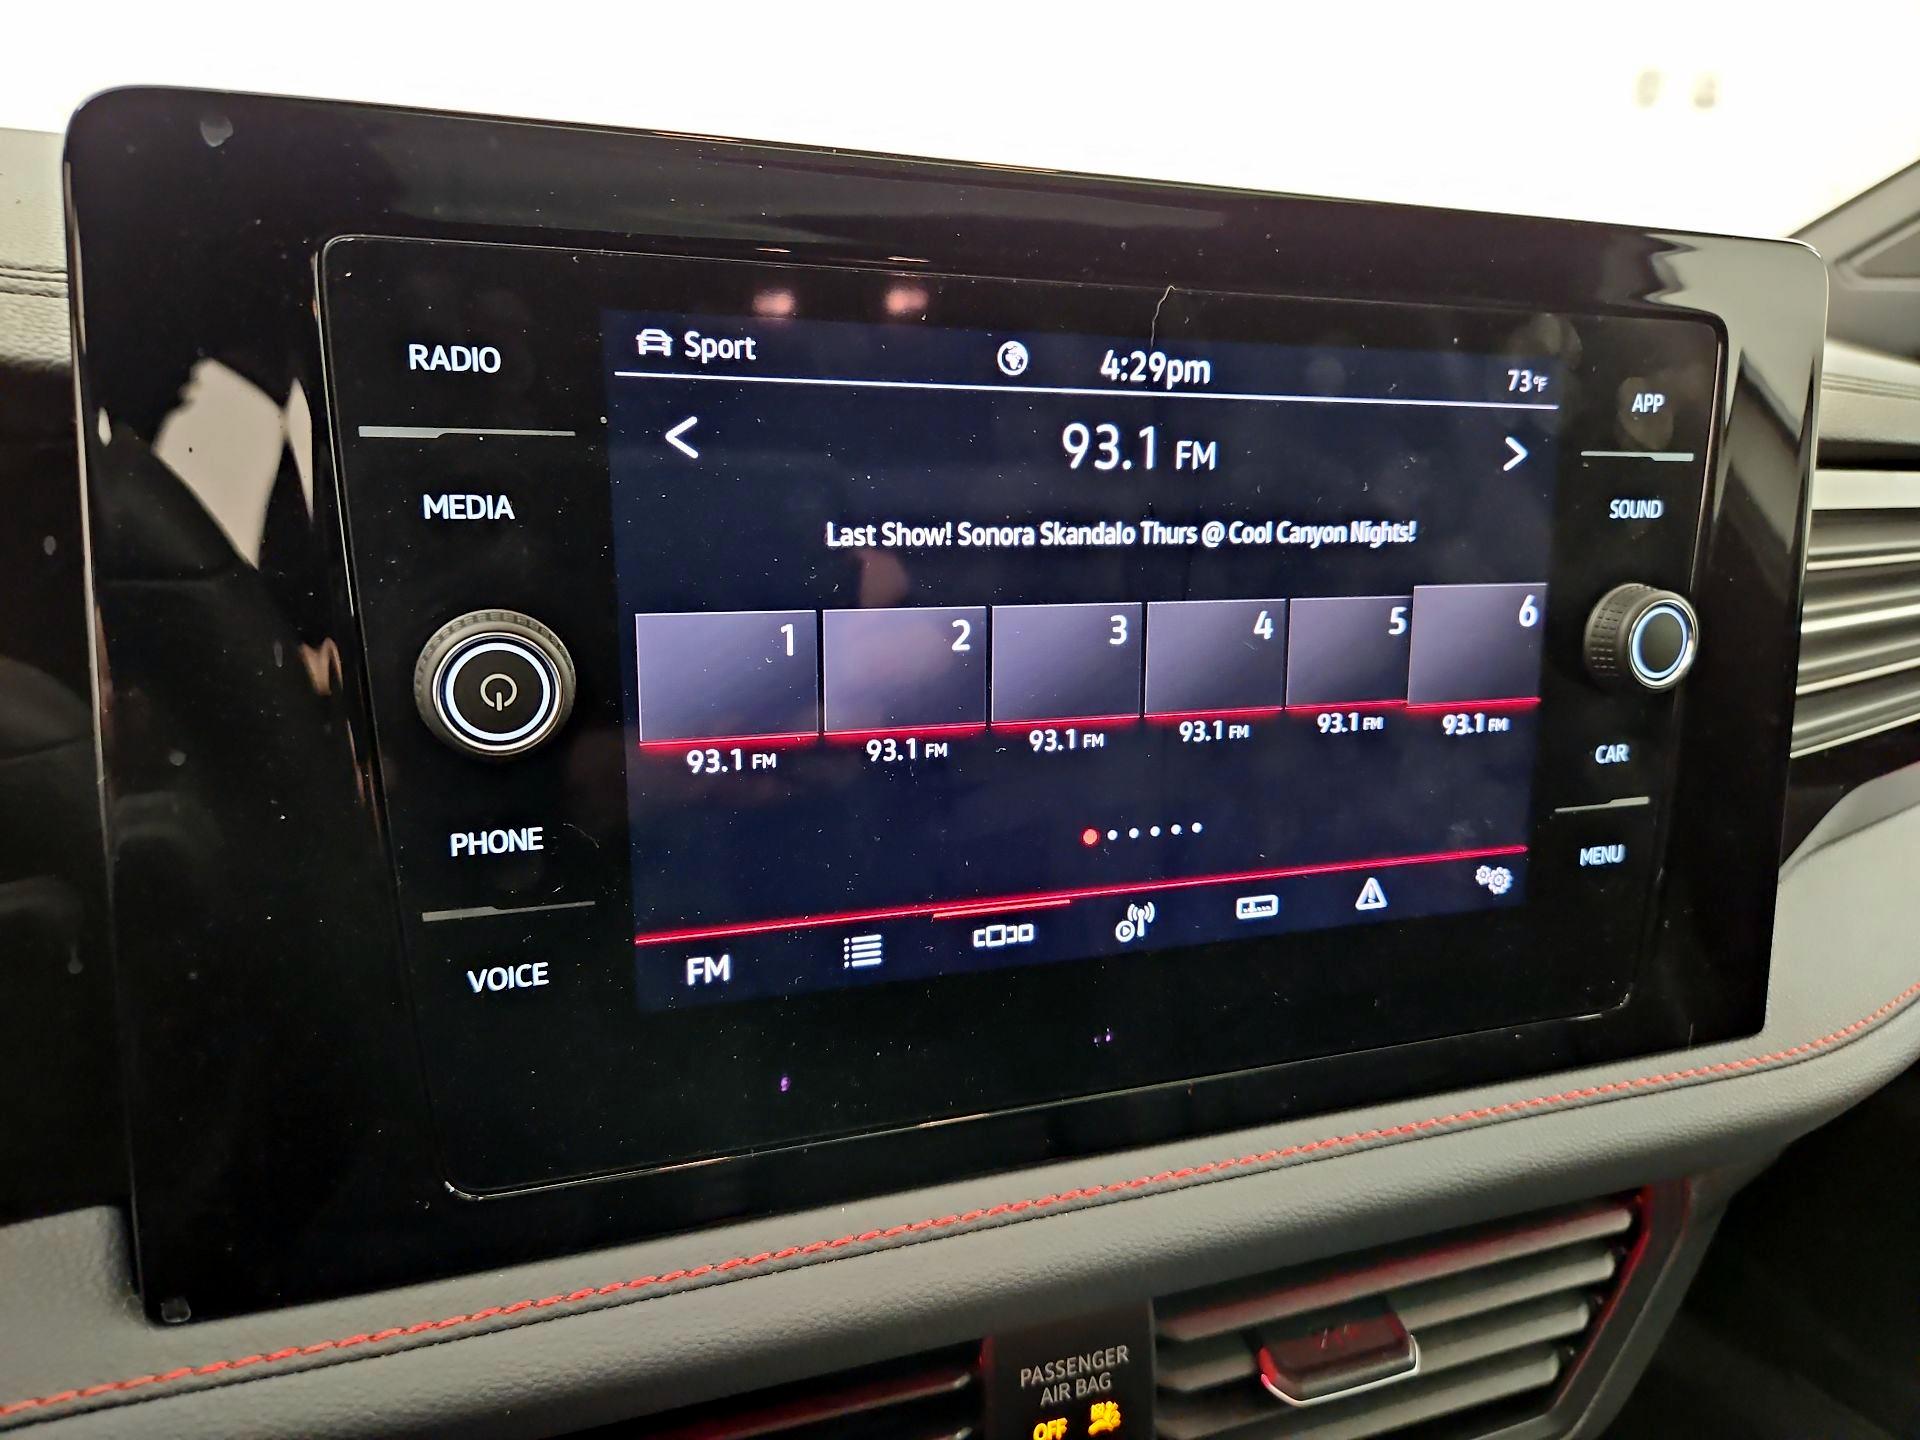 RADIO
MEDIA
PHONE
VOICE
Sport
4:29pm
73°F
93.1 FM
Last Show! Sonora Skandalo Thurs @ Cool Canyon Nights!
1
2
3
4
5
6
93.1 FM
93.1 FM
93.1 FM
93.1 FM
93.1 FM
93.1 FM
FM
APP
SOUND
CAR
MENU
PASSENGER
AIR BAG
OFF